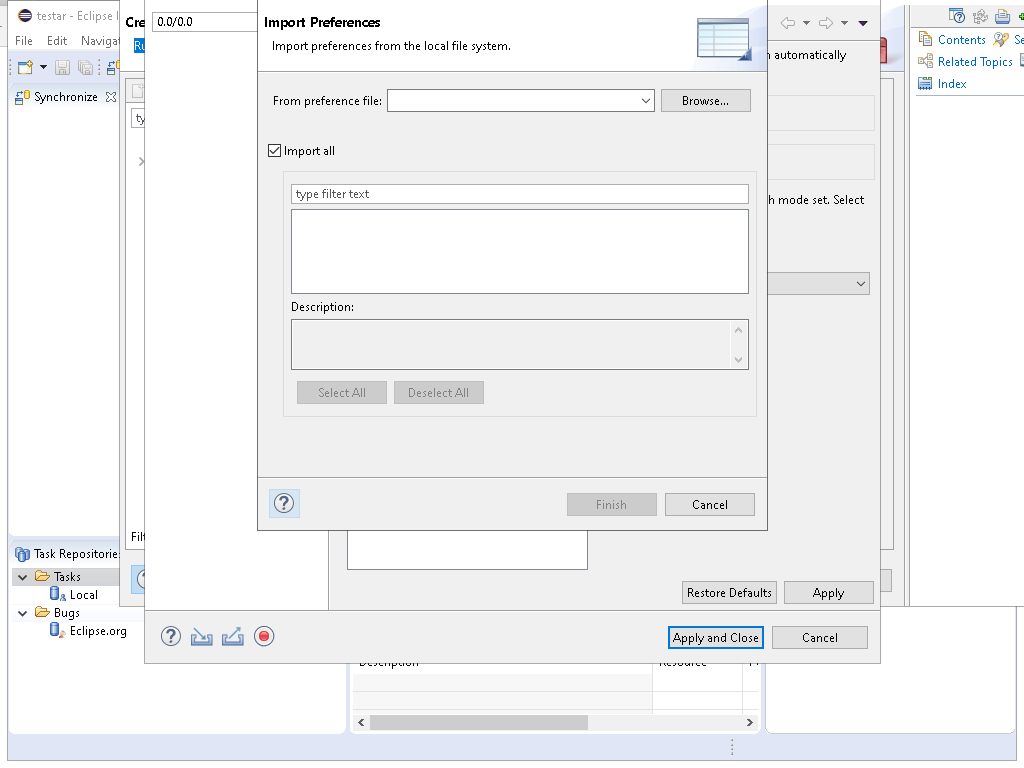 testar - Eclipse I
File Edit Navigat
Synchronize
Cre
Ru
ty
Filt
0.0/0.0
Import Preferences
Import preferences from the local file system.
From preference file:
Browse...
Import all
type filter text
Description:
Select All Deselect All
Finish Cancel
automatically
h mode set. Select
Restore Defaults Apply
Apply and Close Cancel
Contents Se
Related Topics
Index
Task Repositorie
Tasks
Local
Bugs
Eclipse.org
Description Resource